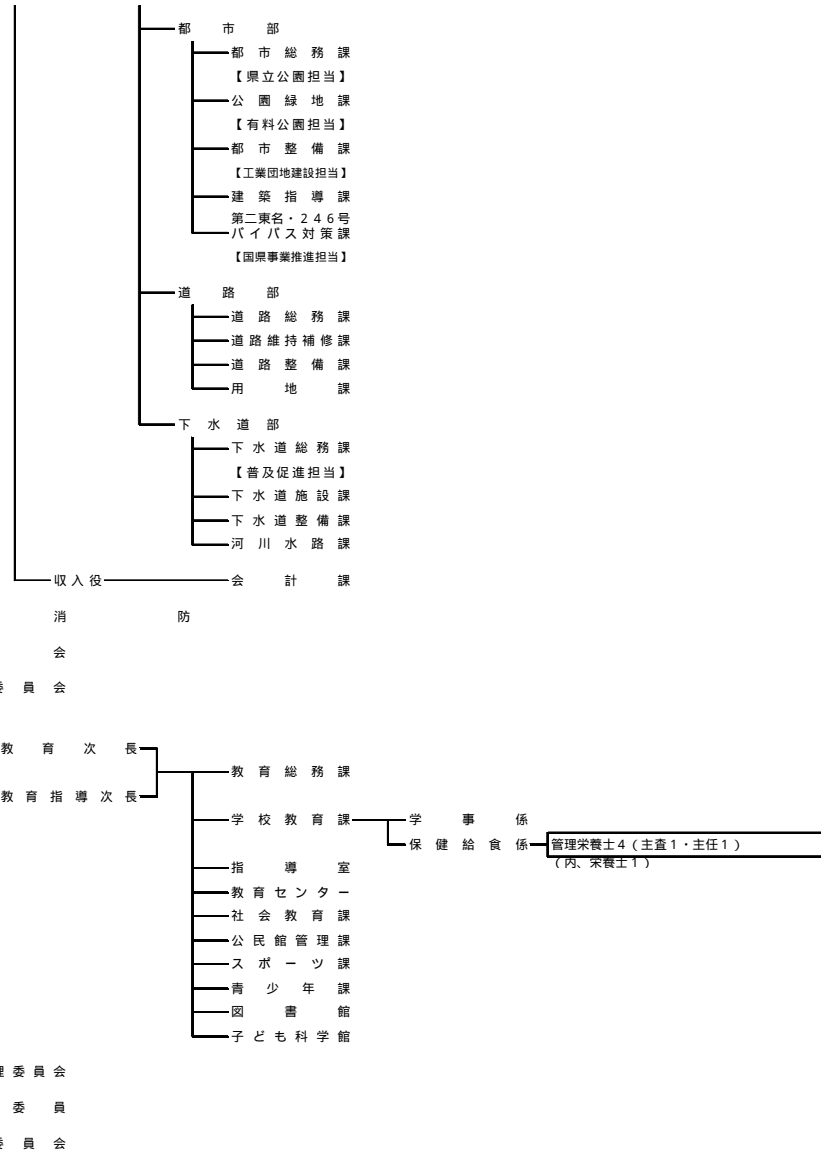 都市部
都市総務課
【県立公園担当】
公園緑地課
【有料公園担当】
都市整備課
【工業団地建設担当】
建築指導課
第二東名・246号
バイパス対策課
【国県事業推進担当】
道路部
道路総務課
道路維持補修課
道路整備課
用地課
下水道部
下水道総務課
【普及促進担当】
下水道施設課
下水道整備課
河川水路課
収入役 会計課
消防
会
委員会
教育次長
教育総務課
教育指導次長
学校教育課 学事係
保健給食係 管理栄養士4(主査1・主任1)
(内、栄養士1)
指導室
教育センター
社会教育課
公民館管理課
スポーツ課
青少年課
図書館
子ども科学館
理委員会
委員
委員会